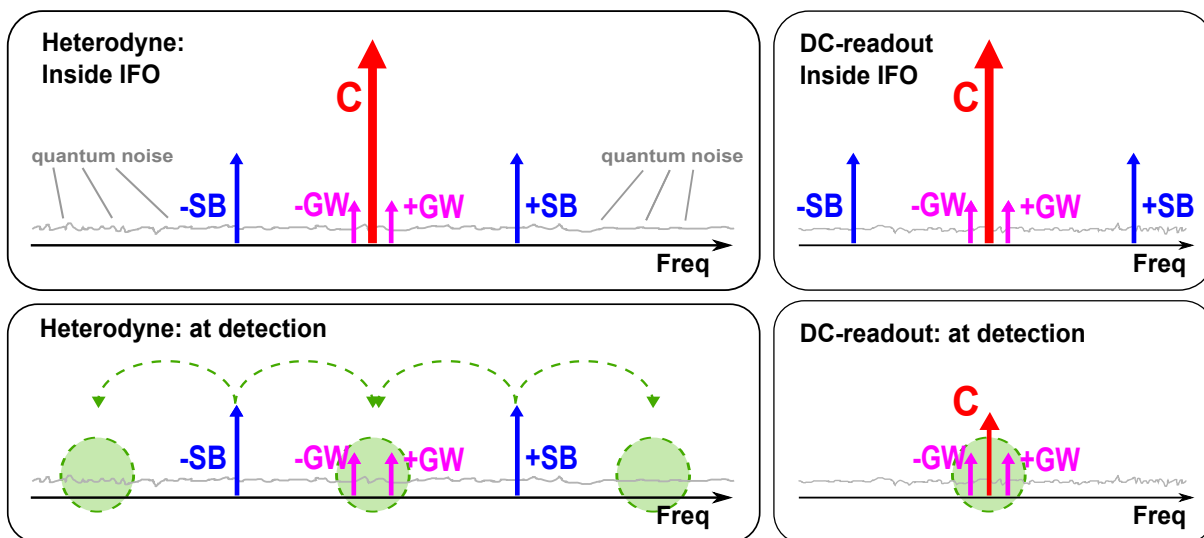 Heterodyne:
Inside IFO
C
quantum noise
quantum noise
-SB
-GW
+GW
+SB
Freq
DC-readout
Inside IFO
C
-SB
-GW
+GW
+SB
Freq
Heterodyne: at detection
-SB
-GW
+GW
+SB
Freq
DC-readout: at detection
C
-GW
+GW
Freq